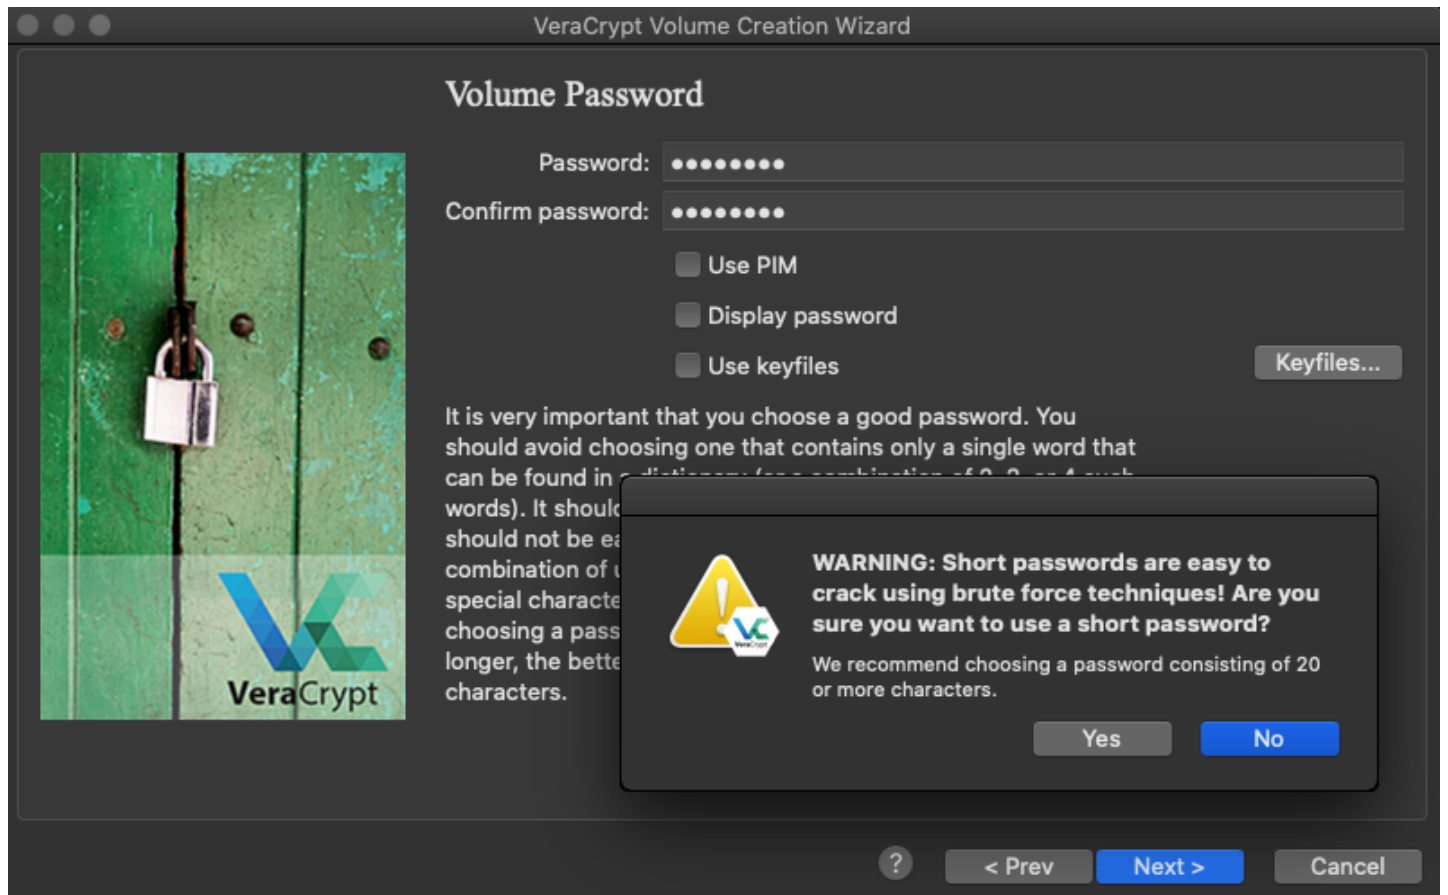 VeraCrypt Volume Creation Wizard
Volume Password
Password: ●●●●●●●●
Confirm password: ●●●●●●●●
Use PIM
Display password
Use keyfiles
Keyfiles...
It is very important that you choose a good password. You
should avoid choosing one that contains only a single word that
can be found in
words). It should
should not be
combination of
special
choosing a
longer, the
characters.
WARNING: Short passwords are easy to
crack using brute force techniques! Are you
sure you want to use a short password?
We recommend choosing a password consisting of 20
or more characters.
Yes
No
VeraCrypt
VeraCrypt
?
< Prev
Next >
Cancel